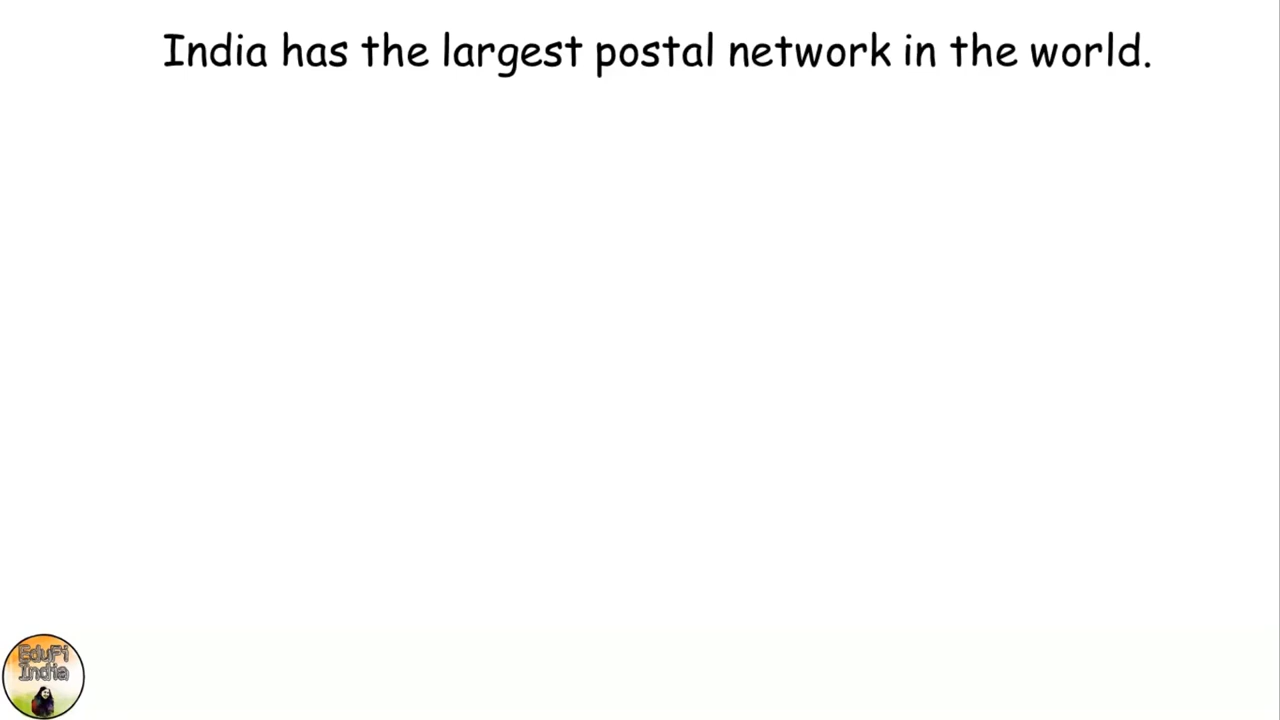 India has the largest postal network in the world.
EduFi
India